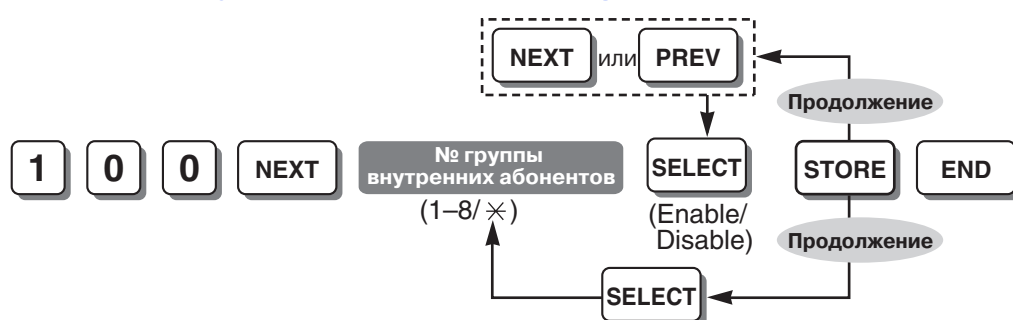 NEXT или PREV
Продолжение
1 0 0 NEXT № группы внутренних абонентов SELECT STORE END
(1–8/✳)
(Enable/
Disable)
Продолжение
SELECT